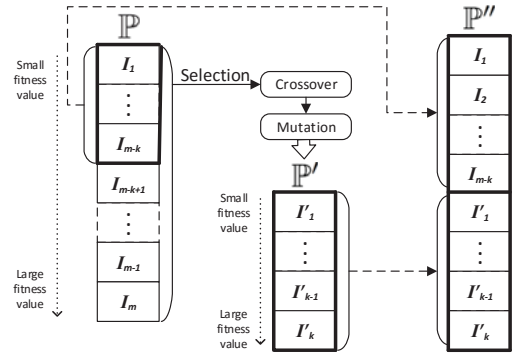 ℙ
Small
fitness
value
I1
⋮
Im-k
Im-k+1
⋮
Im-1
Im
Large
fitness
value
Selection
Crossover
Mutation
ℙ′
Small
fitness
value
I′1
⋮
I′k-1
I′k
Large
fitness
value
ℙ″
I1
I2
⋮
Im-k
I′1
⋮
I′k-1
I′k